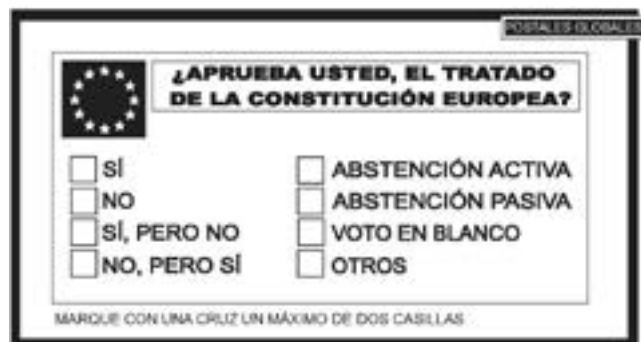 POSTALES GLOBALES
¿APRUEBA USTED, EL TRATADO
DE LA CONSTITUCIÓN EUROPEA?
SÍ
NO
SÍ, PERO NO
NO, PERO SÍ
ABSTENCIÓN ACTIVA
ABSTENCIÓN PASIVA
VOTO EN BLANCO
OTROS
MARQUE CON UNA CRUZ UN MÁXIMO DE DOS CASILLAS